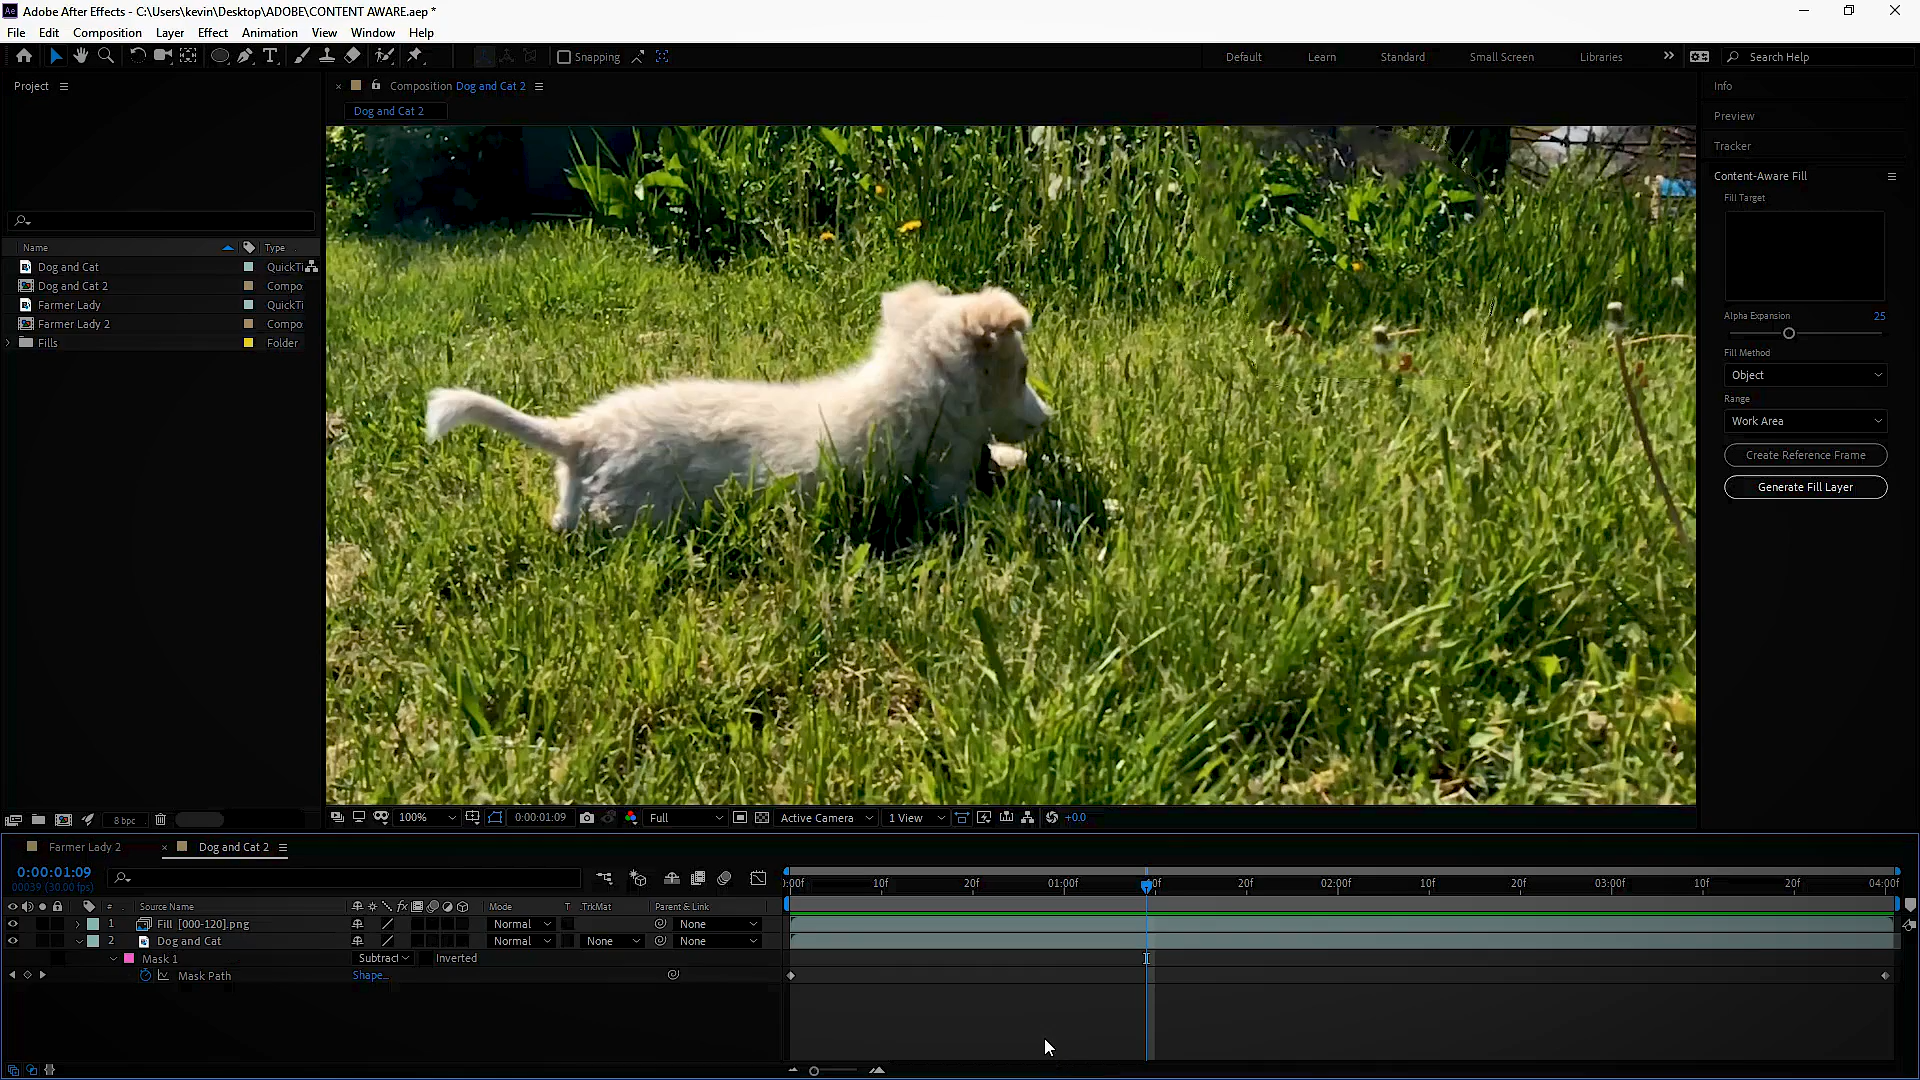 Ae Adobe After Effects - C:\Users\kevin\Desktop\ADOBE\CONTENT AWARE.aep *
File Edit Composition Layer Effect Animation View Window Help
Snapping Default Learn Standard Small Screen Libraries Search Help
Project
Composition Dog and Cat 2
Dog and Cat 2
Name Type
Dog and Cat QuickTi
Dog and Cat 2 Compo
Farmer Lady QuickTi
Farmer Lady 2 Compo
Fills Folder
Info
Preview
Tracker
Content-Aware Fill
Fill Target
Alpha Expansion 25
Fill Method
Object
Range
Work Area
Create Reference Frame
Generate Fill Layer
8 bpc
100% 0:00:01:09 Full Active Camera 1 View +0.0
Farmer Lady 2 Dog and Cat 2
0:00:01:09
00039 (30.00 fps)
):00f 10f 20f 01:00f 00f 20f 02:00f 10f 20f 03:00f 10f 20f 04:00f
# Source Name Mode T .TrkMat Parent & Link
1 Fill_[000-120].png Normal None
2 Dog and Cat Normal None None
Mask 1 Subtract Inverted
Mask Path Shape...